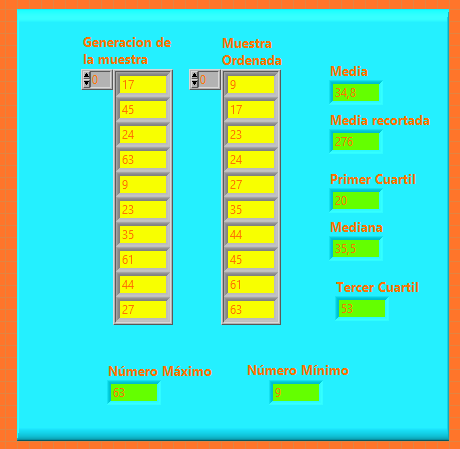 Generacion de
la muestra
0
17
45
24
63
9
23
35
61
44
27
Muestra
Ordenada
0
9
17
23
24
27
35
44
45
61
63
Media
34,8
Media recortada
276
Primer Cuartil
20
Mediana
35,5
Tercer Cuartil
53
Número Máximo
63
Número Mínimo
9